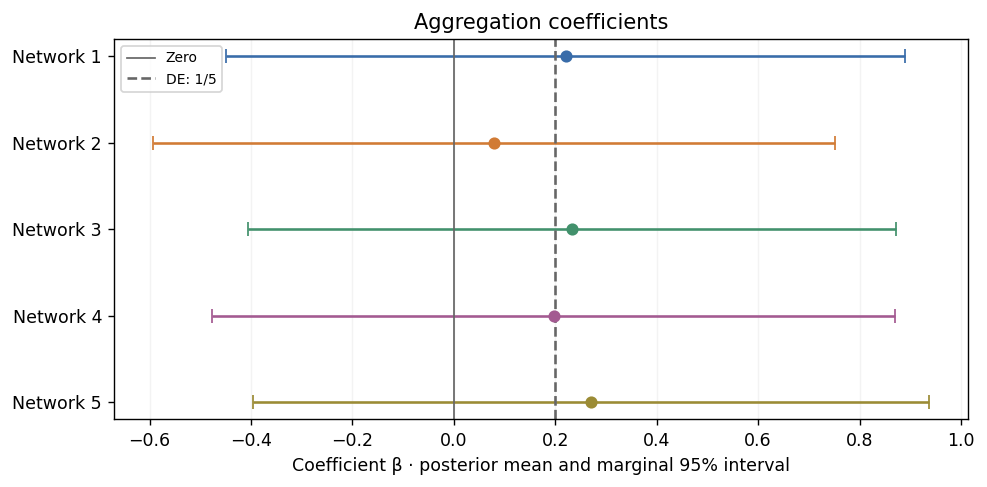 Aggregation coefficients
Zero
DE: 1/5
Network 1
Network 2
Network 3
Network 4
Network 5
−0.6 −0.4 −0.2 0.0 0.2 0.4 0.6 0.8 1.0
Coefficient β · posterior mean and marginal 95% interval